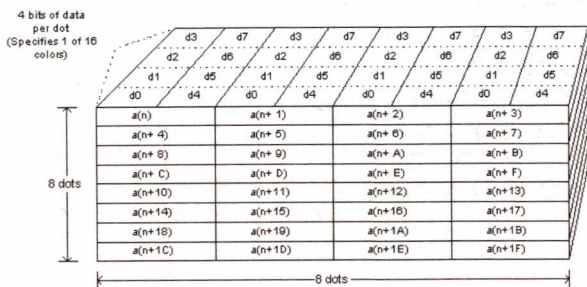 4 bits of data
per dot
(Specifies 1 of 16
colors)
d3 d7 d3 d7 d3 d7 d3 d7
d2 d6 d2 d6 d2 d6 d2 d6
d1 d5 d1 d5 d1 d5 d1 d5
d0 d4 d0 d4 d0 d4 d0 d4
a(n) a(n+ 1) a(n+ 2) a(n+ 3)
a(n+ 4) a(n+ 5) a(n+ 6) a(n+ 7)
a(n+ 8) a(n+ 9) a(n+ A) a(n+ B)
a(n+ C) a(n+ D) a(n+ E) a(n+ F)
8 dots
a(n+10) a(n+11) a(n+12) a(n+13)
a(n+14) a(n+15) a(n+16) a(n+17)
a(n+18) a(n+19) a(n+1A) a(n+1B)
a(n+1C) a(n+1D) a(n+1E) a(n+1F)
8 dots